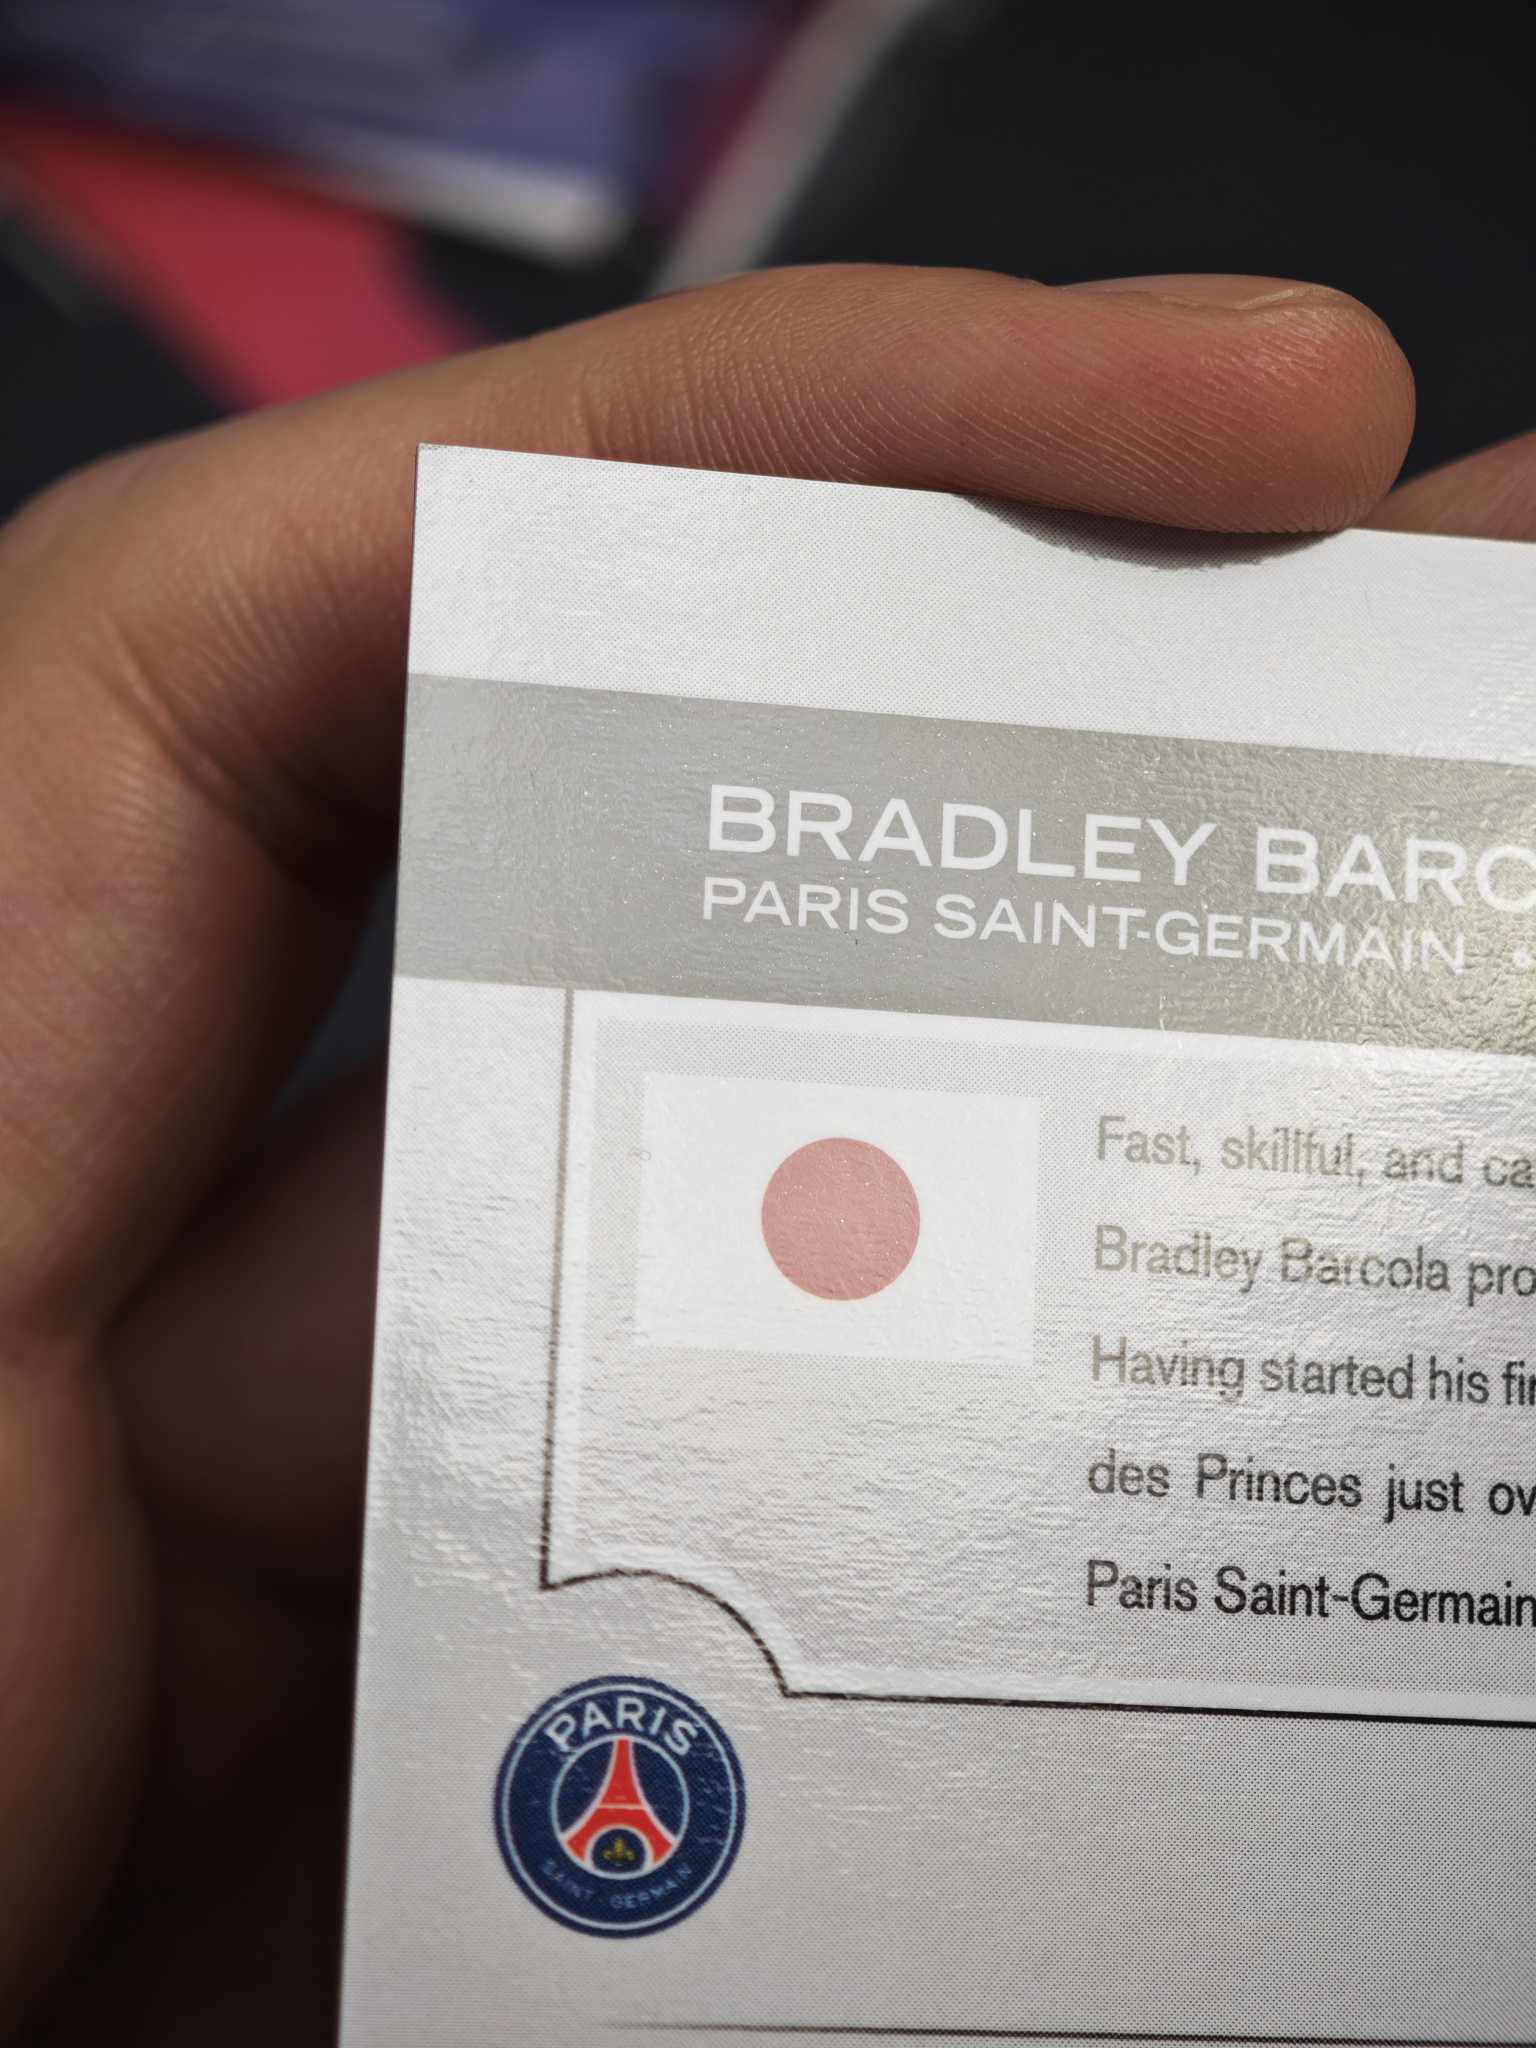 BRADLEY BARC
PARIS SAINT-GERMAIN •
Fast, skillful, and ca
Bradley Barcola pro
Having started his fir
des Princes just ov
Paris Saint-Germain
PARIS
SAINT-GERMAIN